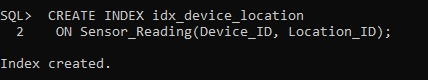 SQL>  CREATE INDEX idx_device_location
  2    ON Sensor_Reading(Device_ID, Location_ID);
Index created.